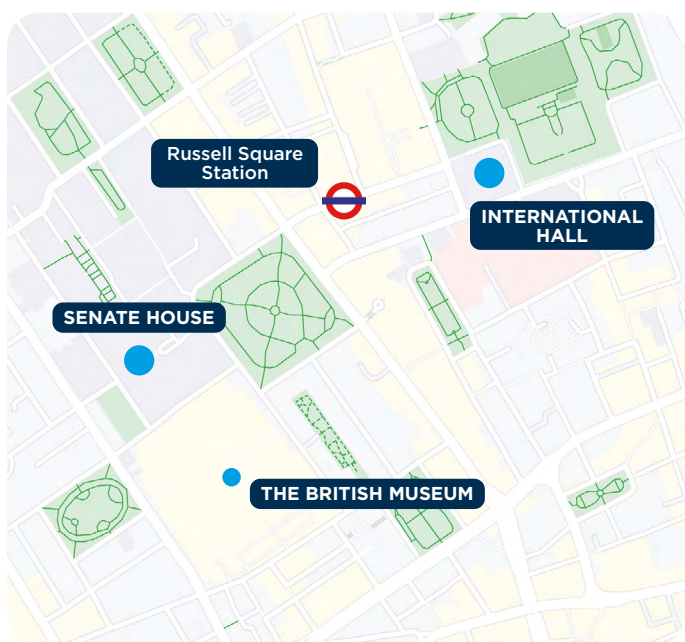 Russell Square
Station
INTERNATIONAL
HALL
SENATE HOUSE
THE BRITISH MUSEUM